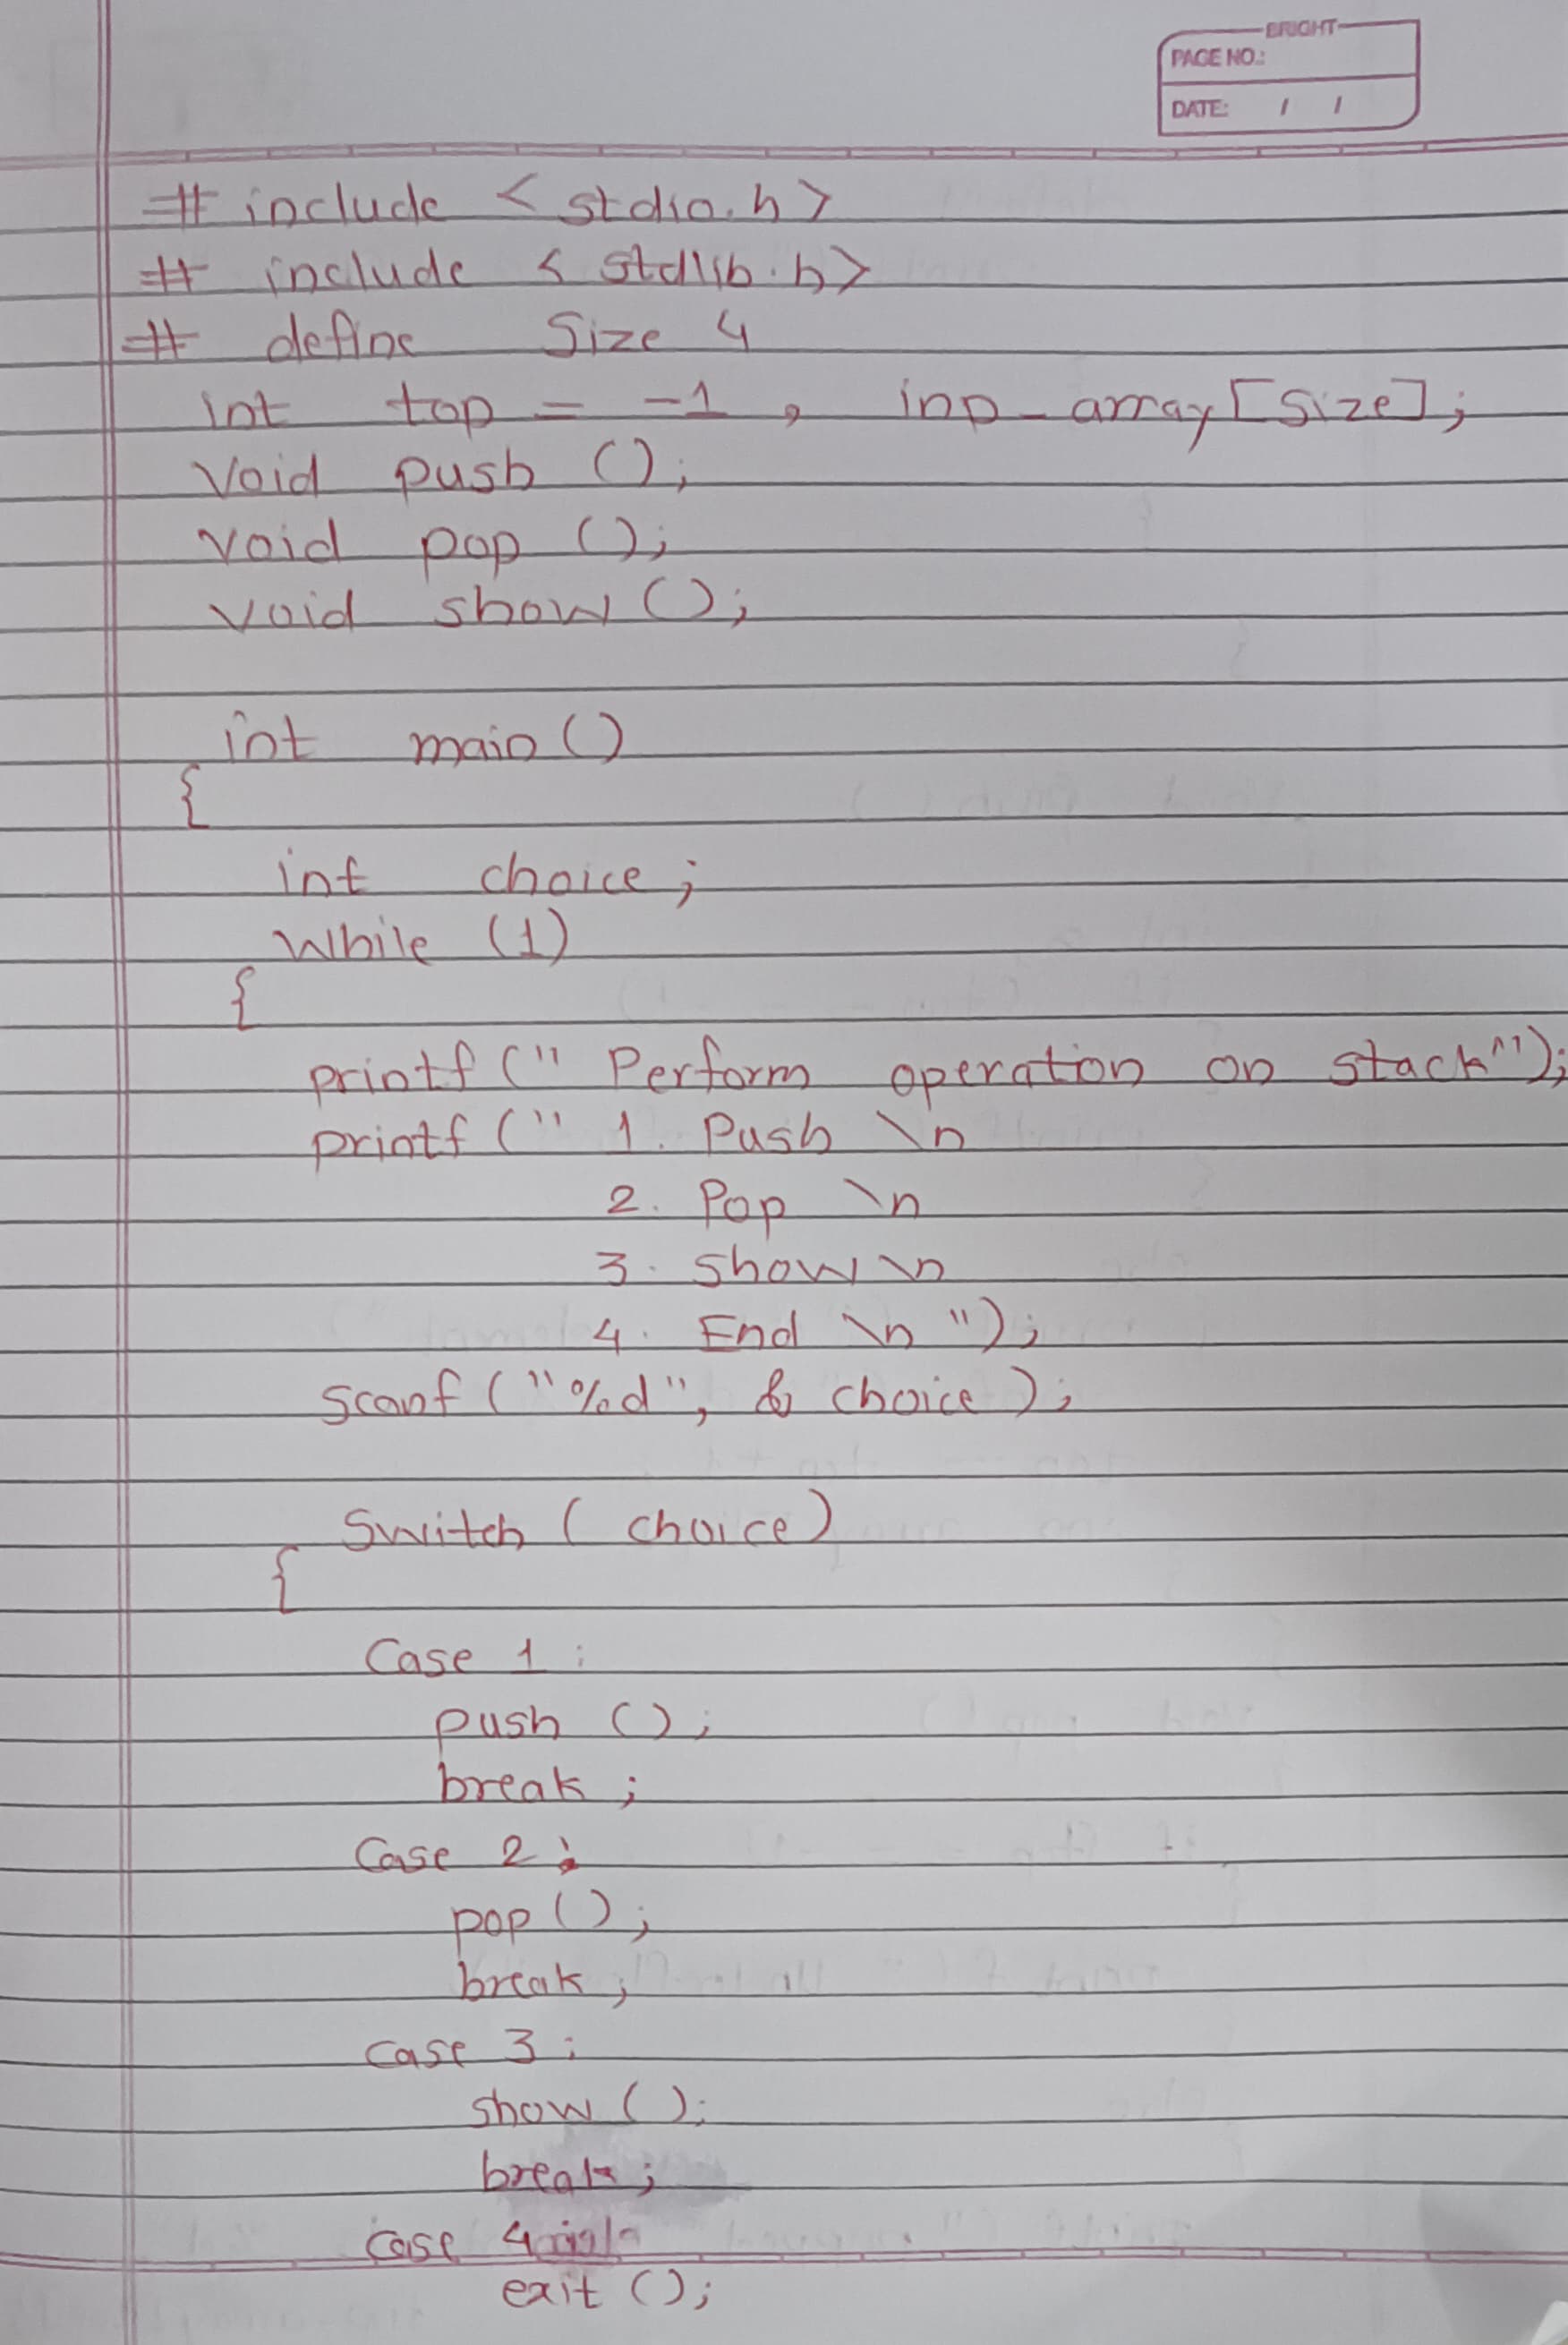 BRIGHT
PAGE NO.:
DATE: / /
# include < stdio.h >
# include < stdlib.h >
# define Size 4
int top = -1 , inp_array[Size];
Void push ();
void pop ();
void show ();
int main ()
{
int choice ;
While (1)
{
printf (" Perform operation on stack");
printf (" 1. Push \n
2. Pop \n
3. Show \n
4. End \n ");
Scanf ("%d", & choice );
Switch ( choice )
{
Case 1 :
push ();
break ;
Case 2 :
pop ();
break ;
Case 3 :
show ();
break ;
Case 4
exit ();